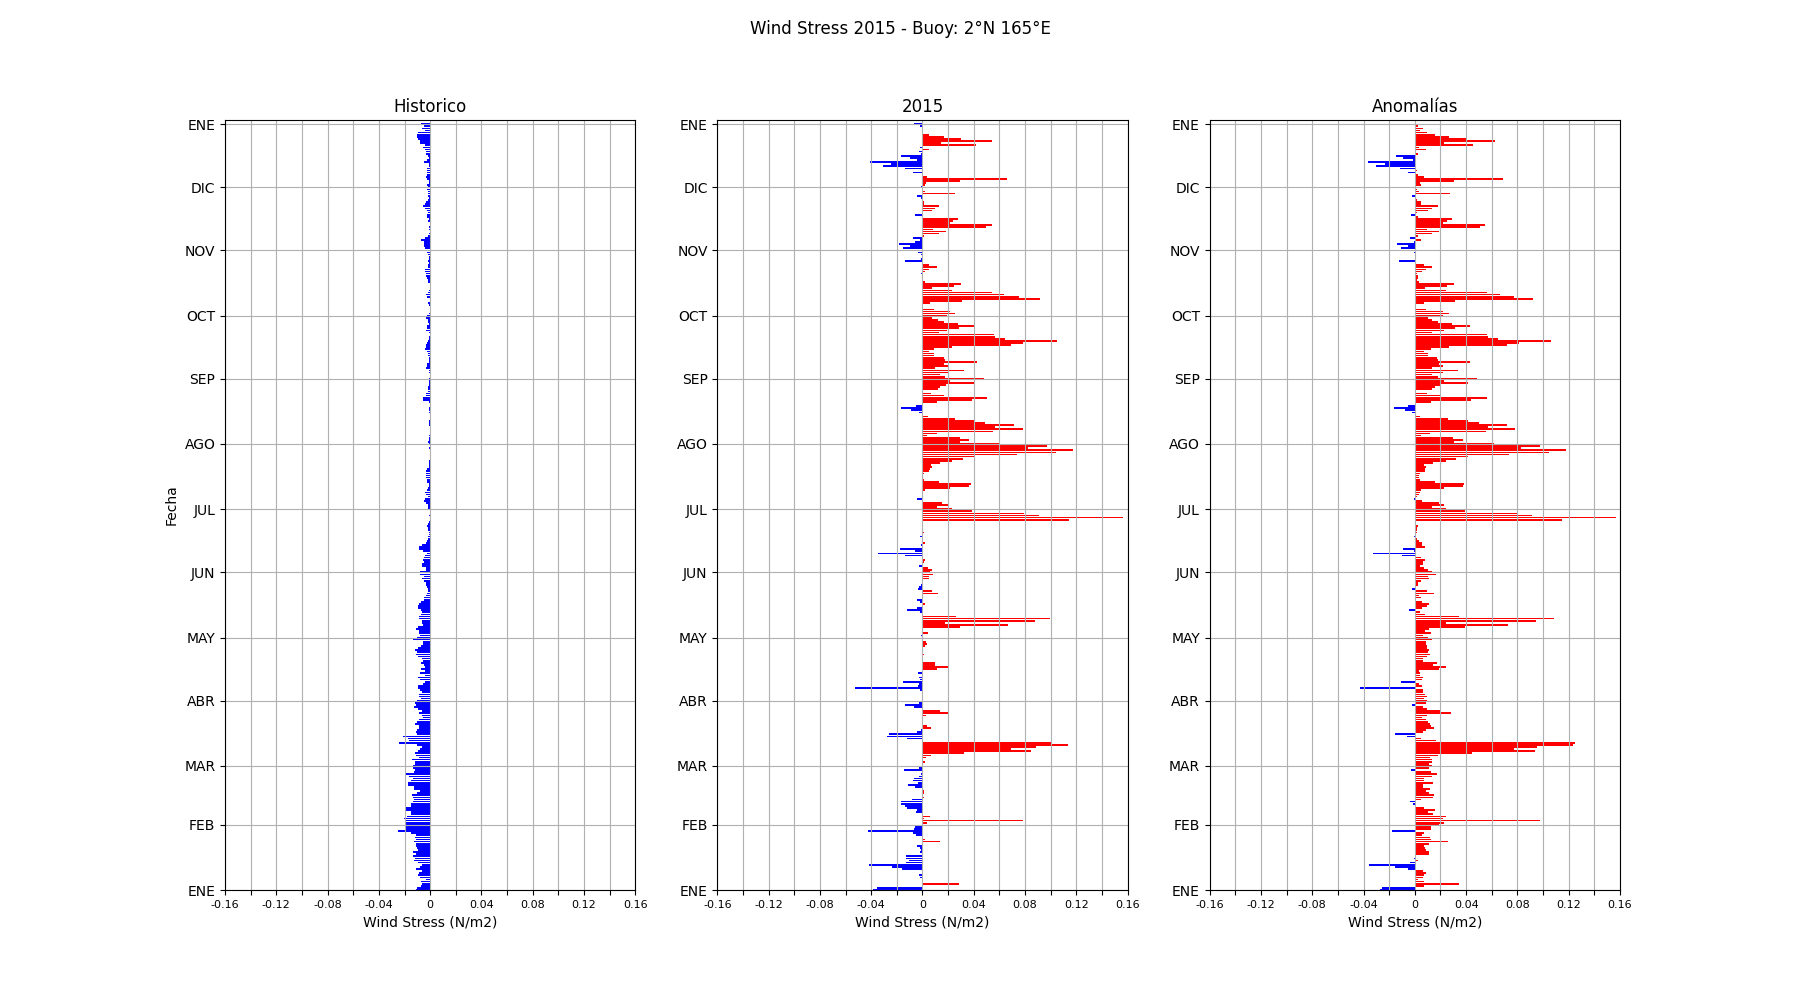 Wind Stress 2015 - Buoy: 2°N 165°E
Historico
ENE
DIC
NOV
OCT
SEP
AGO
JUL
JUN
MAY
ABR
MAR
FEB
ENE
Fecha
-0.16 -0.12 -0.08 -0.04 0 0.04 0.08 0.12 0.16
Wind Stress (N/m2)
2015
ENE
DIC
NOV
OCT
SEP
AGO
JUL
JUN
MAY
ABR
MAR
FEB
ENE
-0.16 -0.12 -0.08 -0.04 0 0.04 0.08 0.12 0.16
Wind Stress (N/m2)
Anomalías
ENE
DIC
NOV
OCT
SEP
AGO
JUL
JUN
MAY
ABR
MAR
FEB
ENE
-0.16 -0.12 -0.08 -0.04 0 0.04 0.08 0.12 0.16
Wind Stress (N/m2)